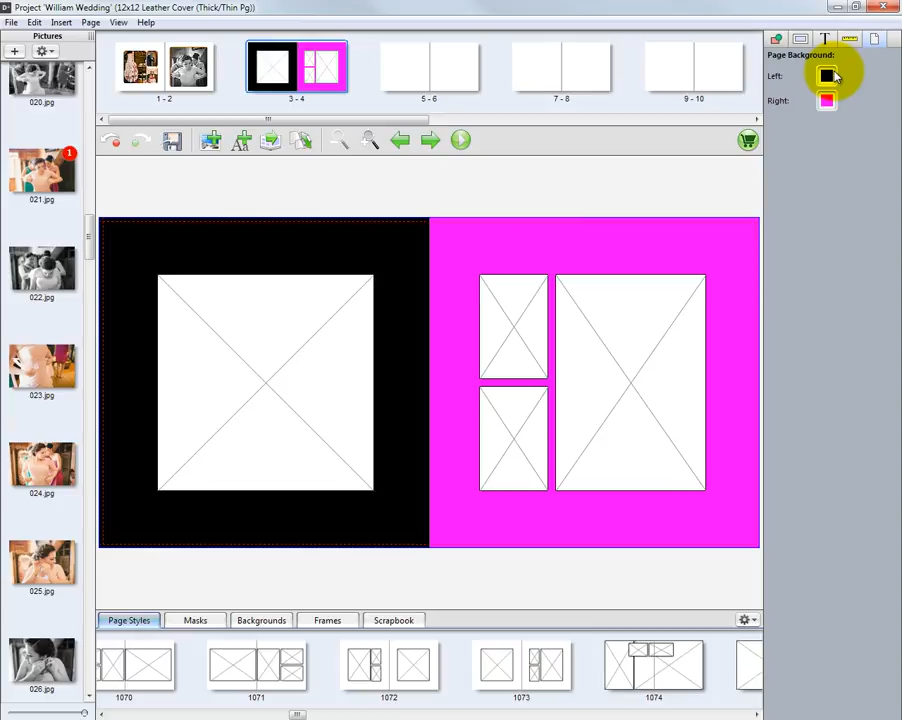 Project 'William Wedding' (12x12 Leather Cover (Thick/Thin Pg))
File Edit Insert Page View Help
Pictures
020.jpg
1
021.jpg
022.jpg
023.jpg
024.jpg
025.jpg
026.jpg
1 - 2
3 - 4
5 - 6
7 - 8
9 - 10
Page Background:
Left:
Right:
Page Styles Masks Backgrounds Frames Scrapbook
1070 1071 1072 1073 1074